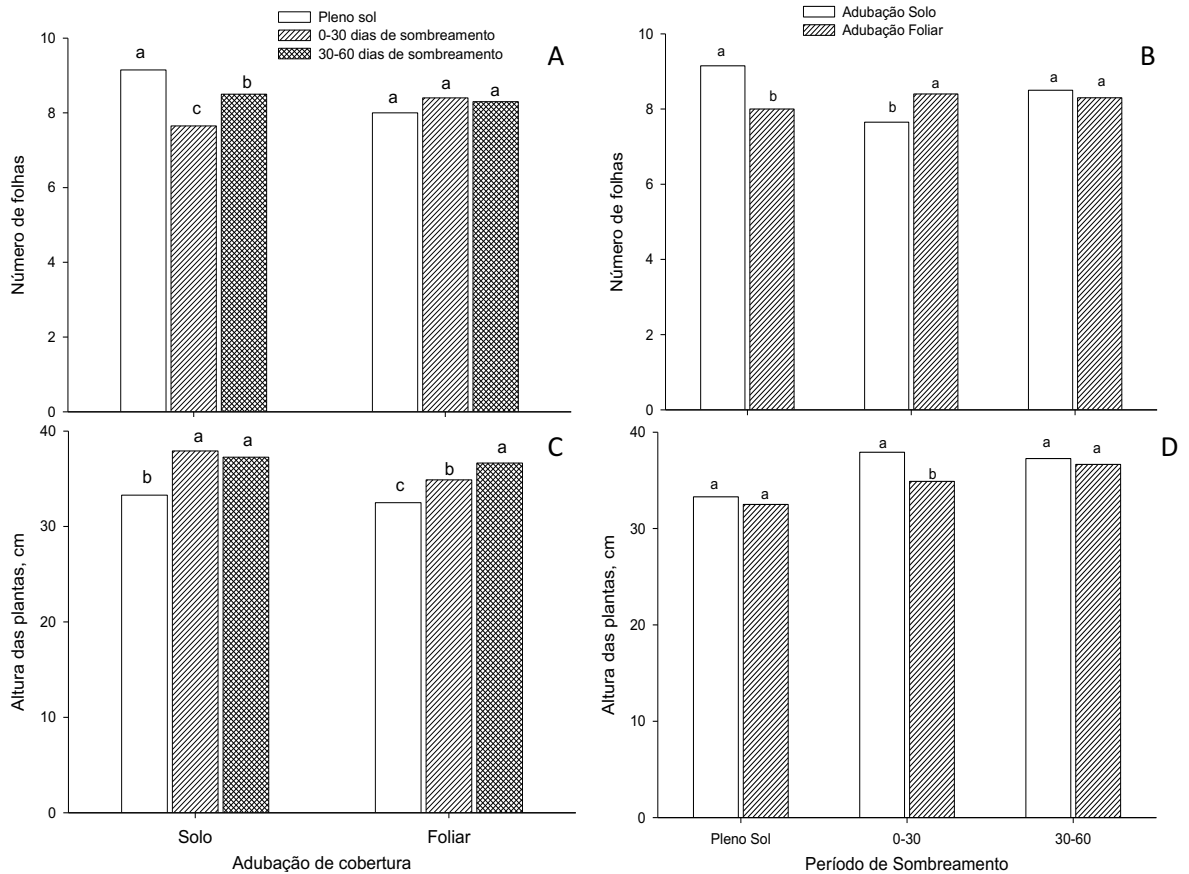 Pleno sol
0-30 dias de sombreamento
30-60 dias de sombreamento
A
Número de folhas
10
8
6
4
2
0
a
c
b
a
a
a
Adubação Solo
Adubação Foliar
B
Número de folhas
10
8
6
4
2
0
a
b
b
a
a
a
C
Altura das plantas, cm
40
30
20
10
0
b
a
a
c
b
a
Solo
Foliar
Adubação de cobertura
D
Altura das plantas, cm
40
30
20
10
0
a
a
a
b
a
a
Pleno Sol
0-30
30-60
Período de Sombreamento